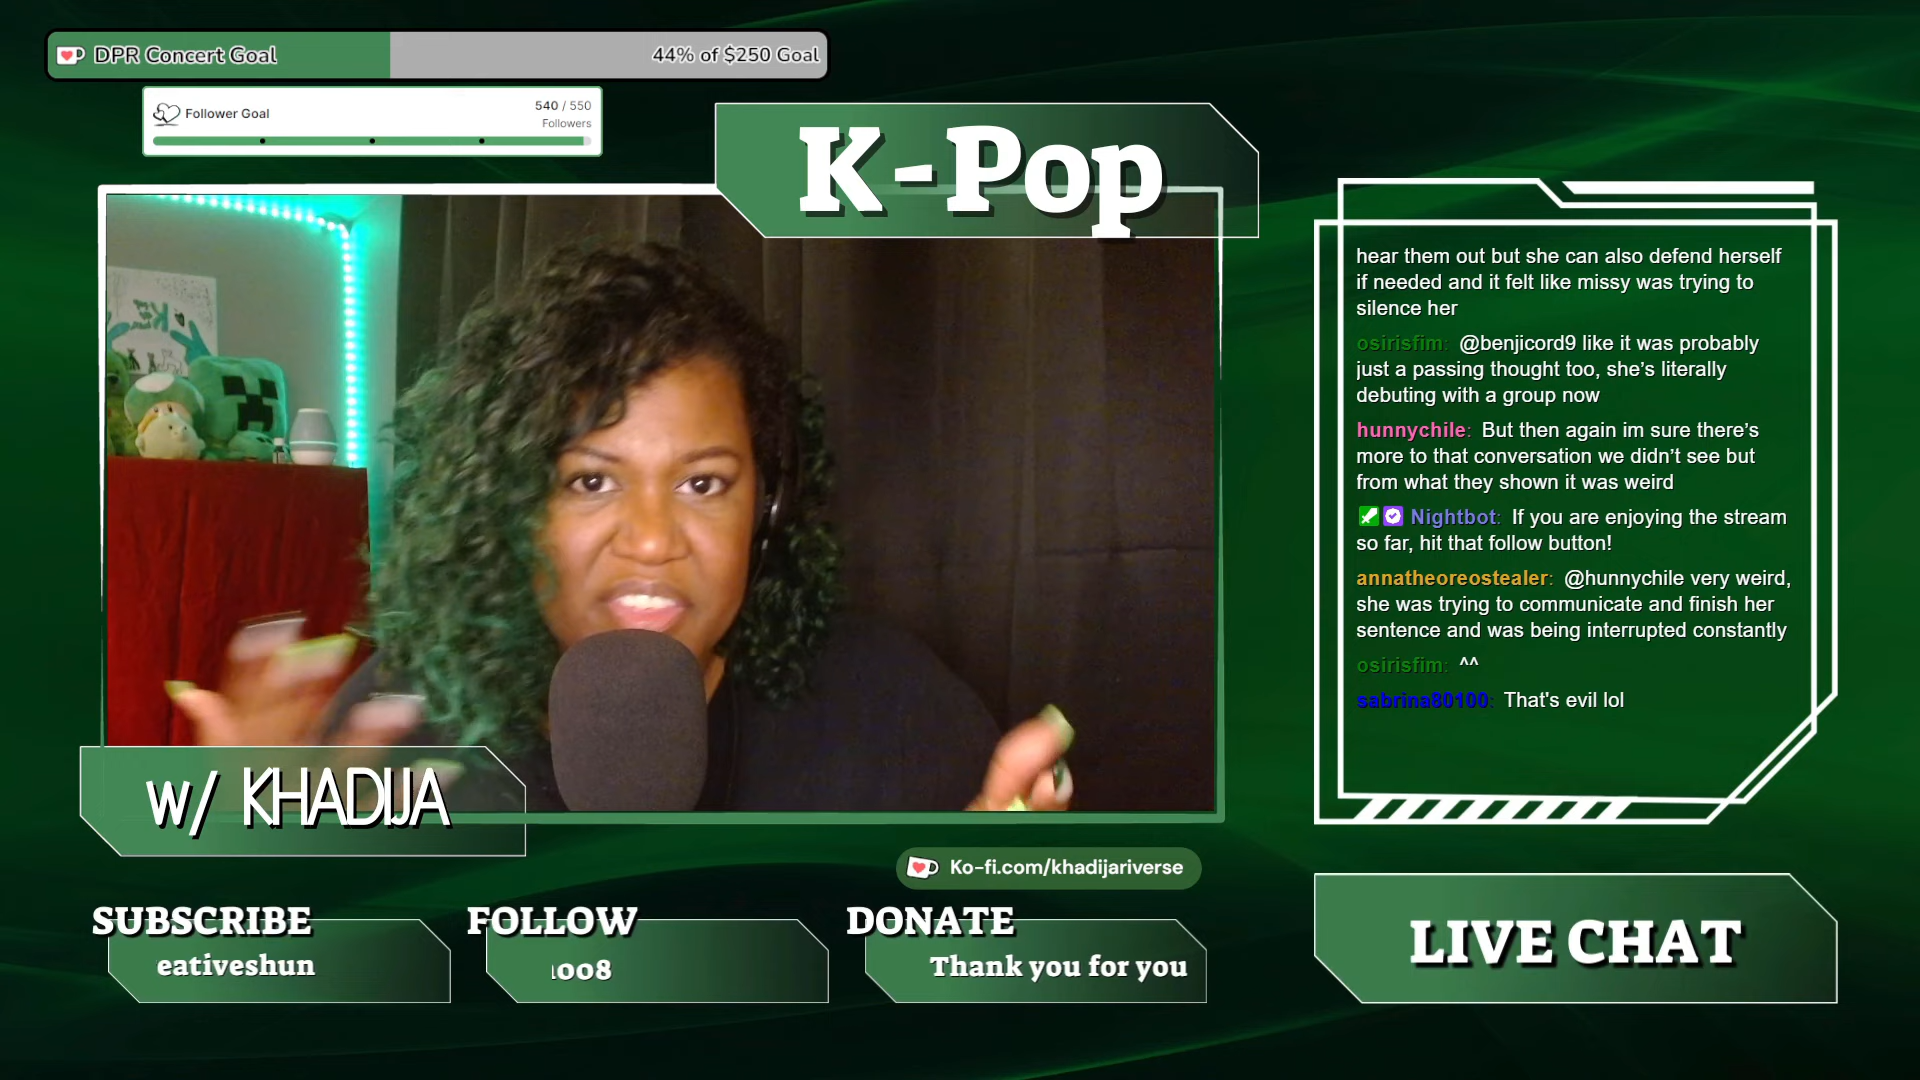 DPR Concert Goal
44% of $250 Goal
Follower Goal
540 / 550
Followers
K-Pop
hear them out but she can also defend herself
if needed and it felt like missy was trying to
silence her
osirisfim: @benjicord9 like it was probably
just a passing thought too, she’s literally
debuting with a group now
hunnychile: But then again im sure there’s
more to that conversation we didn’t see but
from what they shown it was weird
Nightbot: If you are enjoying the stream
so far, hit that follow button!
annatheoreostealer: @hunnychile very weird,
she was trying to communicate and finish her
sentence and was being interrupted constantly
osirisfim: ^^
sabrina80100: That's evil lol
w/ KHADIJA
Ko-fi.com/khadijariverse
SUBSCRIBE
eativeshun
FOLLOW
1008
DONATE
Thank you for you
LIVE CHAT